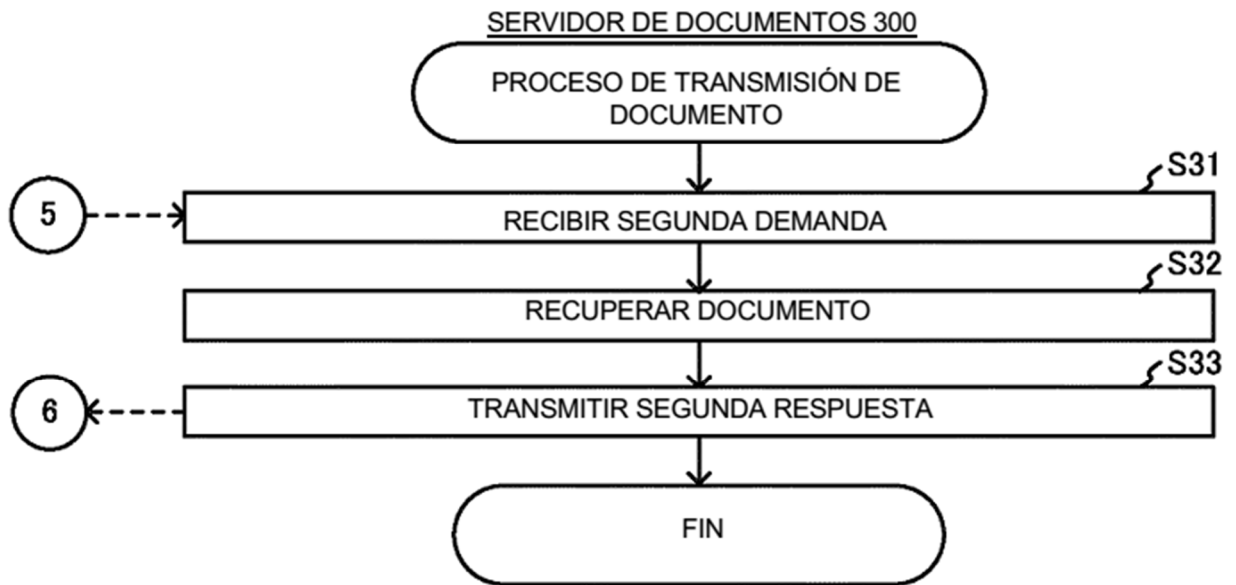 SERVIDOR DE DOCUMENTOS 300
PROCESO DE TRANSMISIÓN DE
DOCUMENTO
S31
5
RECIBIR SEGUNDA DEMANDA
S32
RECUPERAR DOCUMENTO
S33
6
TRANSMITIR SEGUNDA RESPUESTA
FIN